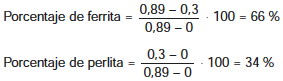 Porcentaje de ferrita = (0,89 – 0,3) / (0,89 – 0) · 100 = 66 %
Porcentaje de perlita = (0,3 – 0) / (0,89 – 0) · 100 = 34 %